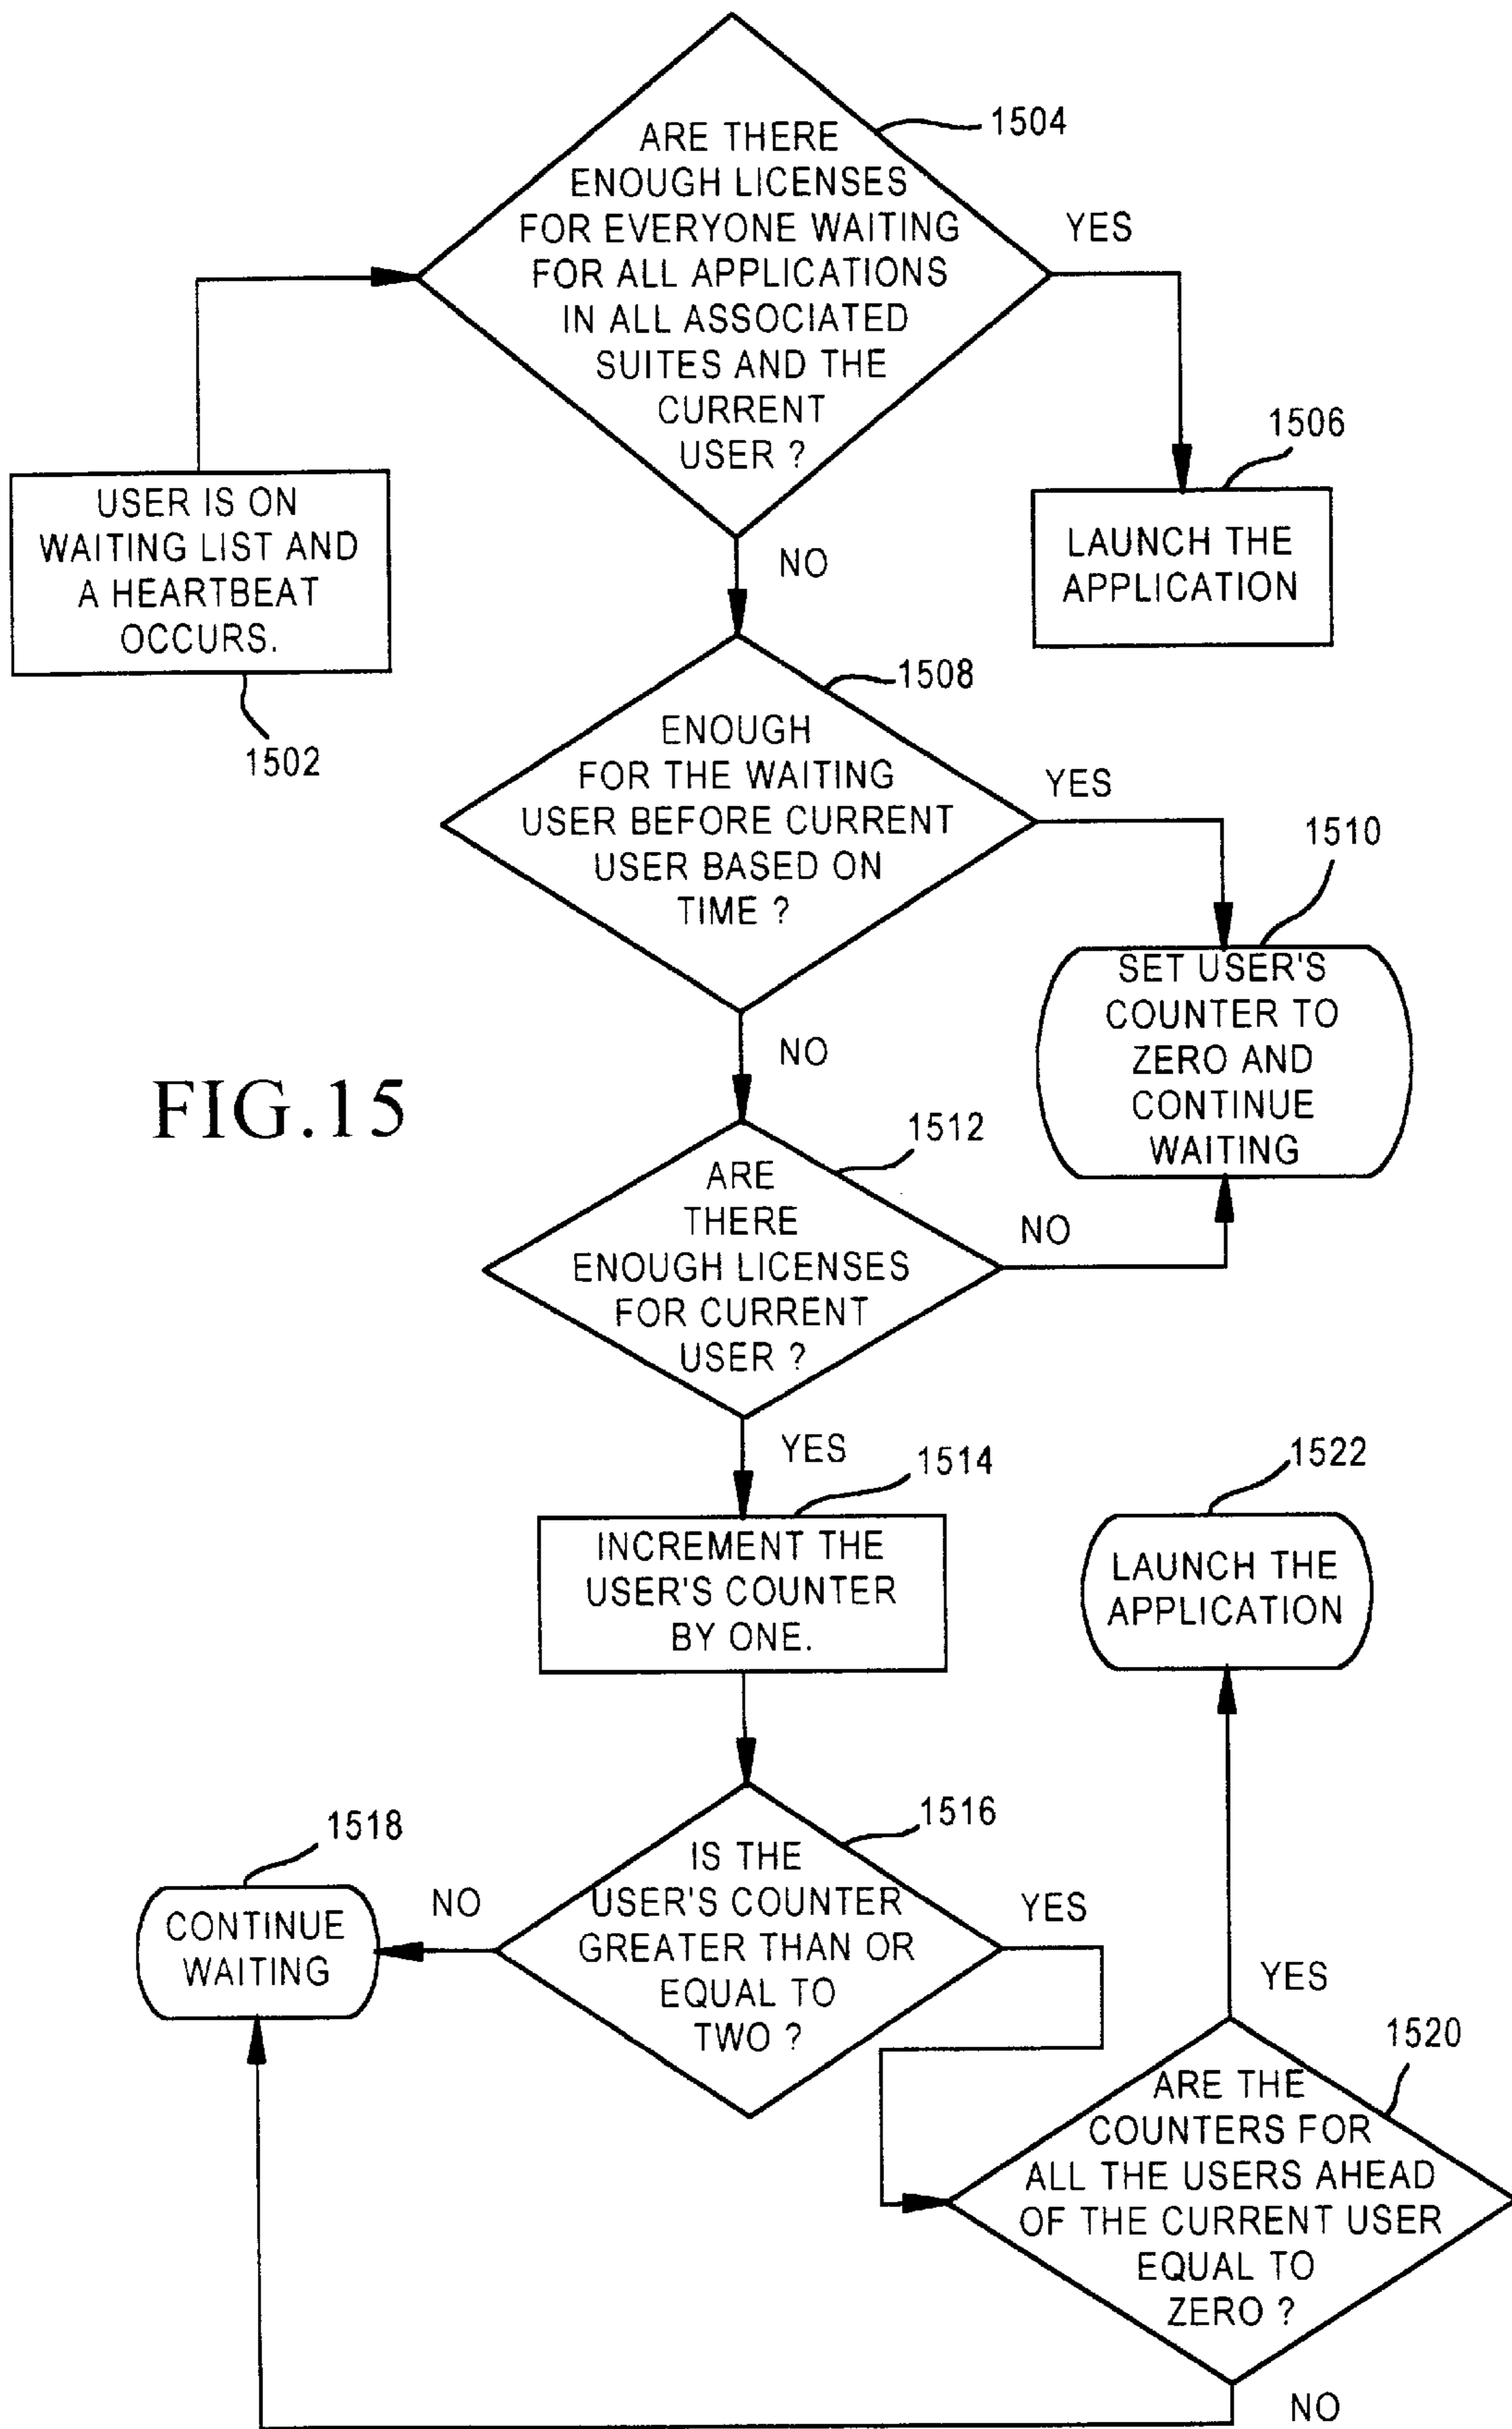 1504
ARE THERE
ENOUGH LICENSES
FOR EVERYONE WAITING
FOR ALL APPLICATIONS
IN ALL ASSOCIATED
SUITES AND THE
CURRENT
USER ?
YES
1506
LAUNCH THE
APPLICATION
USER IS ON
WAITING LIST AND
A HEARTBEAT
OCCURS.
1502
NO
1508
ENOUGH
FOR THE WAITING
USER BEFORE CURRENT
USER BASED ON
TIME ?
YES
1510
SET USER'S
COUNTER TO
ZERO AND
CONTINUE
WAITING
NO
FIG.15
1512
ARE
THERE
ENOUGH LICENSES
FOR CURRENT
USER ?
NO
YES
1514
INCREMENT THE
USER'S COUNTER
BY ONE.
1522
LAUNCH THE
APPLICATION
1516
IS THE
USER'S COUNTER
GREATER THAN OR
EQUAL TO
TWO ?
1518
CONTINUE
WAITING
NO
YES
YES
1520
ARE THE
COUNTERS FOR
ALL THE USERS AHEAD
OF THE CURRENT USER
EQUAL TO
ZERO ?
NO